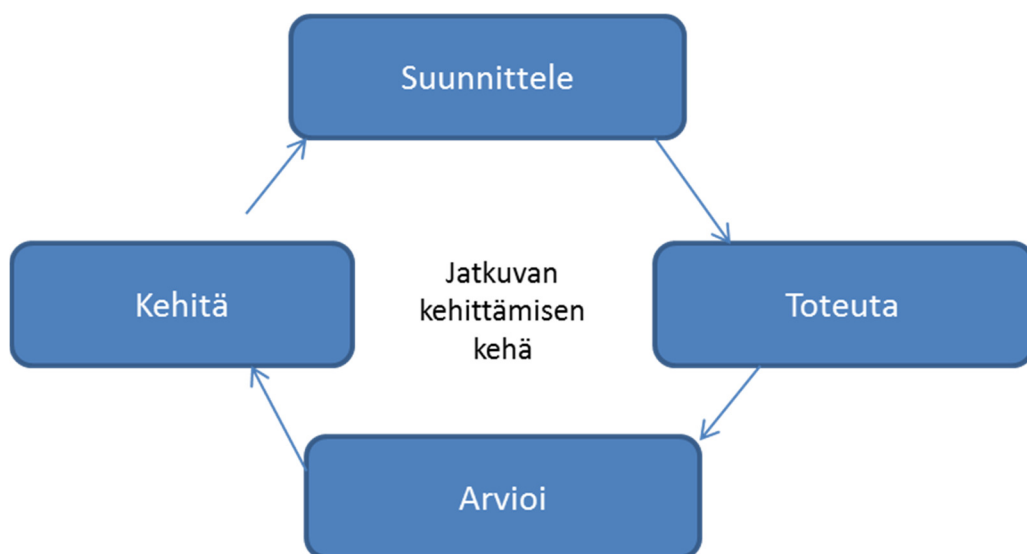 Suunnittele
Kehitä
Jatkuvan
kehittämisen
kehä
Toteuta
Arvioi